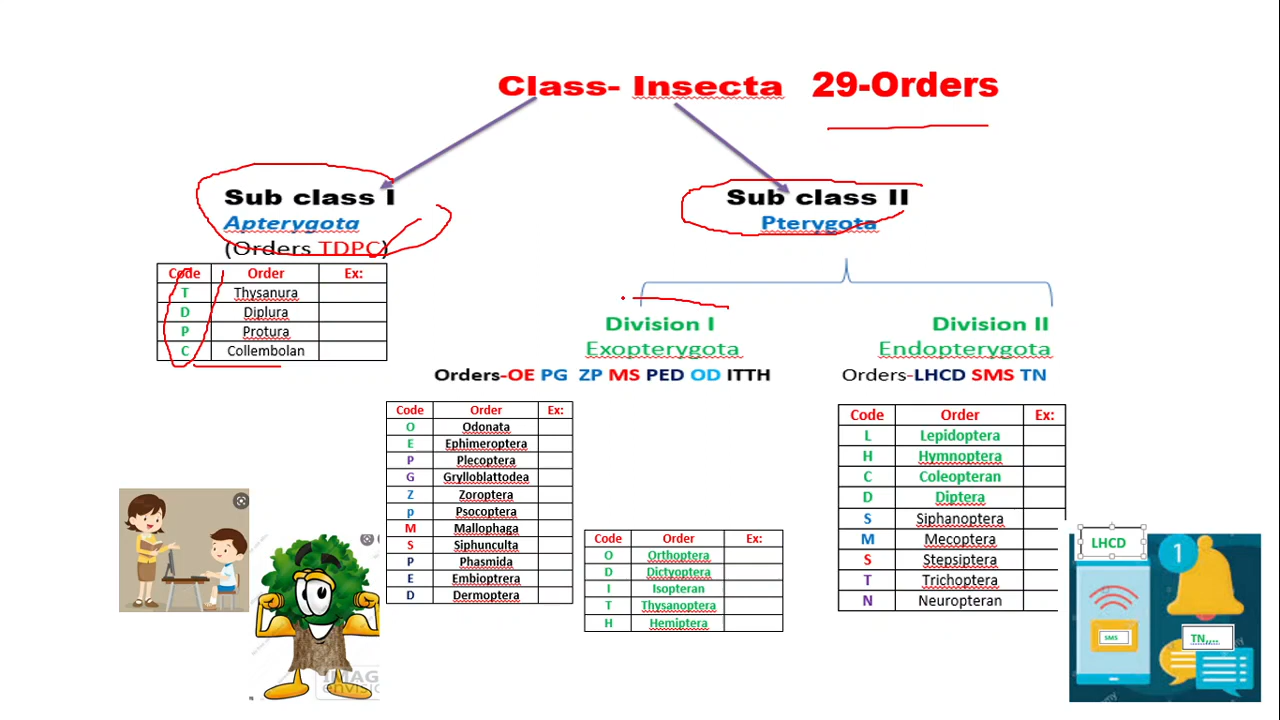 Class- Insecta 29-Orders
Sub class I
Apterygota
(Orders TDPC)
Code Order Ex:
T Thysanura
D Diplura
P Protura
C Collembolan
Sub class II
Pterygota
Division I
Exopterygota
Orders-OE PG ZP MS PED OD ITTH
Code Order Ex:
O Odonata
E Ephimeroptera
P Plecoptera
G Grylloblattodea
Z Zoroptera
p Psocoptera
M Mallophaga
S Siphunculta
P Phasmida
E Embioptrera
D Dermoptera
Code Order Ex:
O Orthoptera
D Dictyoptera
I Isopteran
T Thysanoptera
H Hemiptera
Division II
Endopterygota
Orders-LHCD SMS TN
Code Order Ex:
L Lepidoptera
H Hymnoptera
C Coleopteran
D Diptera
S Siphanoptera
M Mecoptera
S Stepsiptera
T Trichoptera
N Neuropteran
LHCD
1
SMS
TN,,..